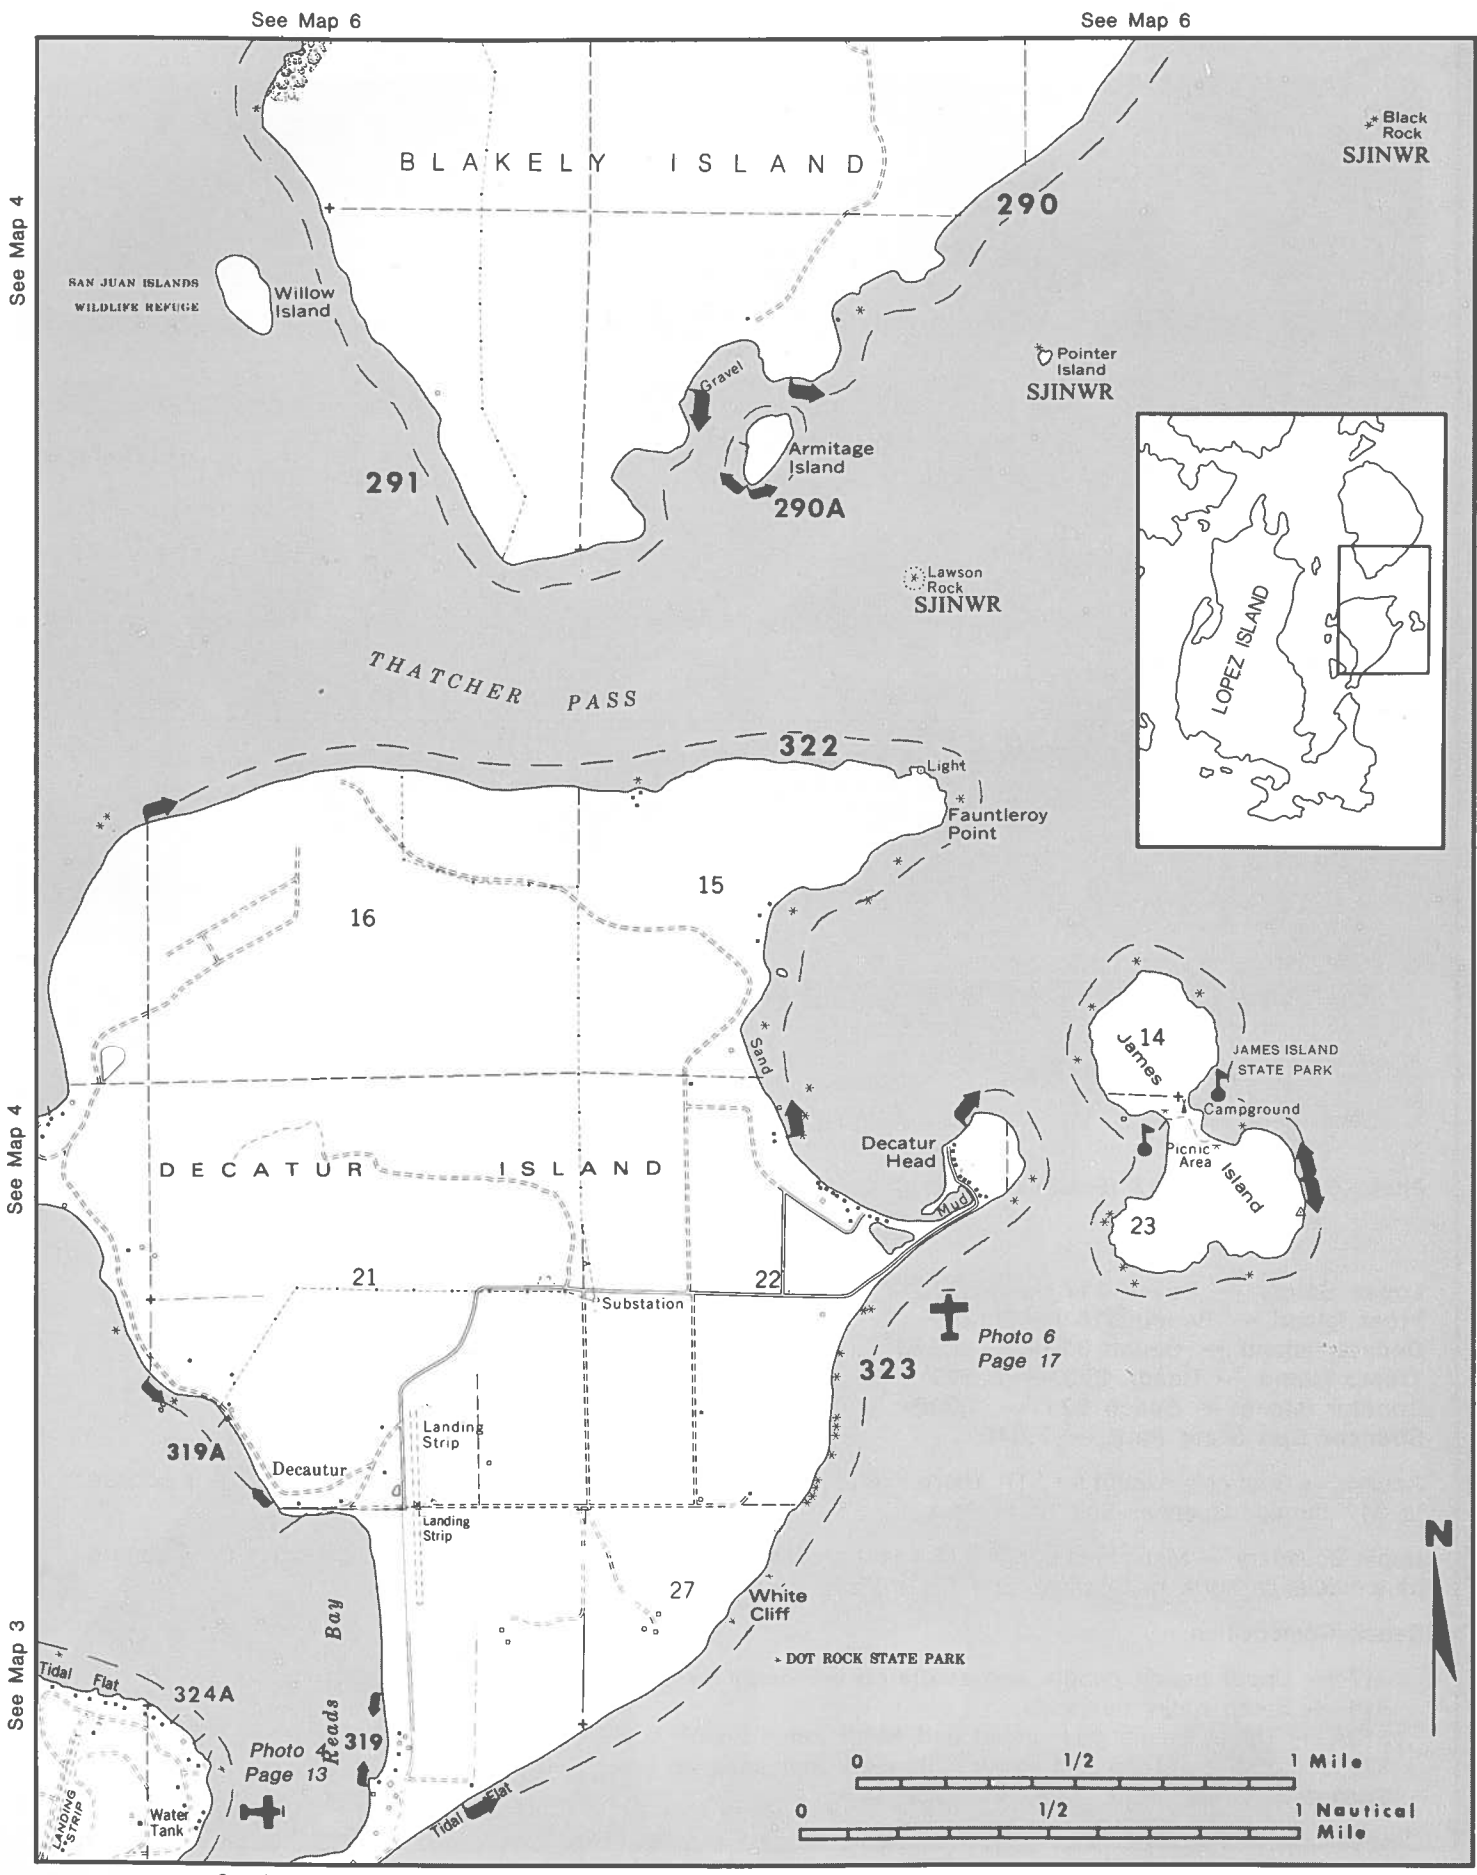 See Map 6
See Map 6
Black
Rock
SJINWR
BLAKELY ISLAND
290
See Map 4
SAN JUAN ISLANDS
WILDLIFE REFUGE
Willow
Island
Pointer
Island
SJINWR
Gravel
Armitage
Island
290A
291
Lawson
Rock
SJINWR
LOPEZ ISLAND
THATCHER PASS
322
Light
Fauntleroy
Point
15
16
Sand
14
James
Island
JAMES ISLAND
STATE PARK
Campground
Picnic
Area
23
Decatur
Head
Mud
See Map 4
DECATUR ISLAND
21
22
Substation
Photo 6
Page 17
323
Landing
Strip
319A
Decautur
Landing
Strip
N
27
White
Cliff
DOT ROCK STATE PARK
See Map 3
Reads Bay
Tidal Flat
324A
319
Photo 4
Page 13
LANDING
STRIP
Water
Tank
Tidal Flat
0 1/2 1 Mile
0 1/2 1 Nautical
Mile